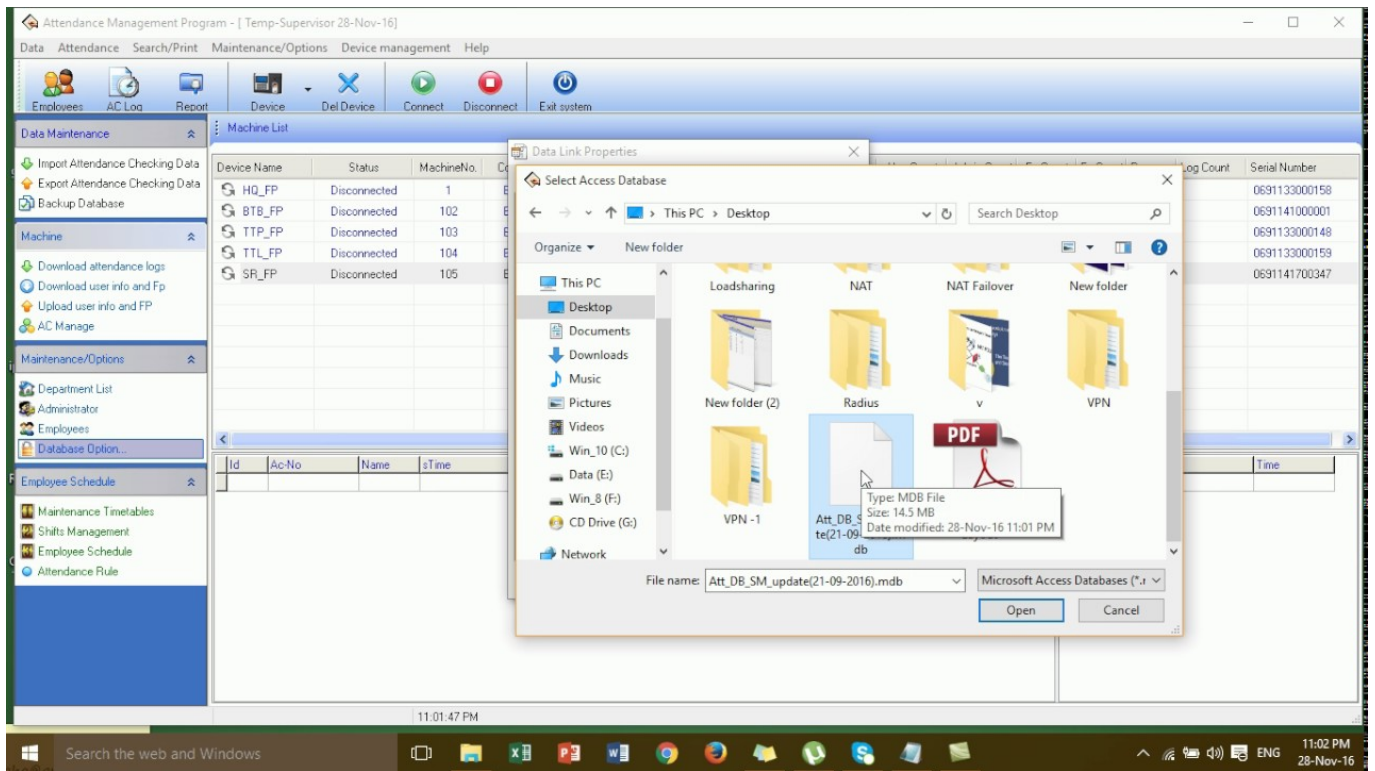 Attendance Management Program - [ Temp-Supervisor 28-Nov-16]
Data Attendance Search/Print Maintenance/Options Device management Help
Employees AC Log Report Device Del Device Connect Disconnect Exit system
Data Maintenance
Import Attendance Checking Data
Export Attendance Checking Data
Backup Database
Machine
Download attendance logs
Download user info and Fp
Upload user info and FP
AC Manage
Maintenance/Options
Department List
Administrator
Employees
Database Option...
Employee Schedule
Maintenance Timetables
Shifts Management
Employee Schedule
Attendance Rule
Machine List
Device Name Status MachineNo. Log Count Serial Number
HQ_FP Disconnected 1 0691133000158
BTB_FP Disconnected 102 0691141000001
TTP_FP Disconnected 103 0691133000148
TTL_FP Disconnected 104 0691133000159
SR_FP Disconnected 105 0691141700347
Id Ac-No Name sTime Time
Data Link Properties
Select Access Database
This PC > Desktop
Search Desktop
Organize New folder
This PC
Desktop
Documents
Downloads
Music
Pictures
Videos
Win_10 (C:)
Data (E:)
Win_8 (F:)
CD Drive (G:)
Network
Loadsharing NAT NAT Failover New folder
New folder (2) Radius v VPN
PDF
VPN -1
Att_DB_S
te(21-09-
db
Type: MDB File
Size: 14.5 MB
Date modified: 28-Nov-16 11:01 PM
File name: Att_DB_SM_update(21-09-2016).mdb
Microsoft Access Databases (*.r
Open Cancel
11:01:47 PM
Search the web and Windows
ENG
11:02 PM
28-Nov-16